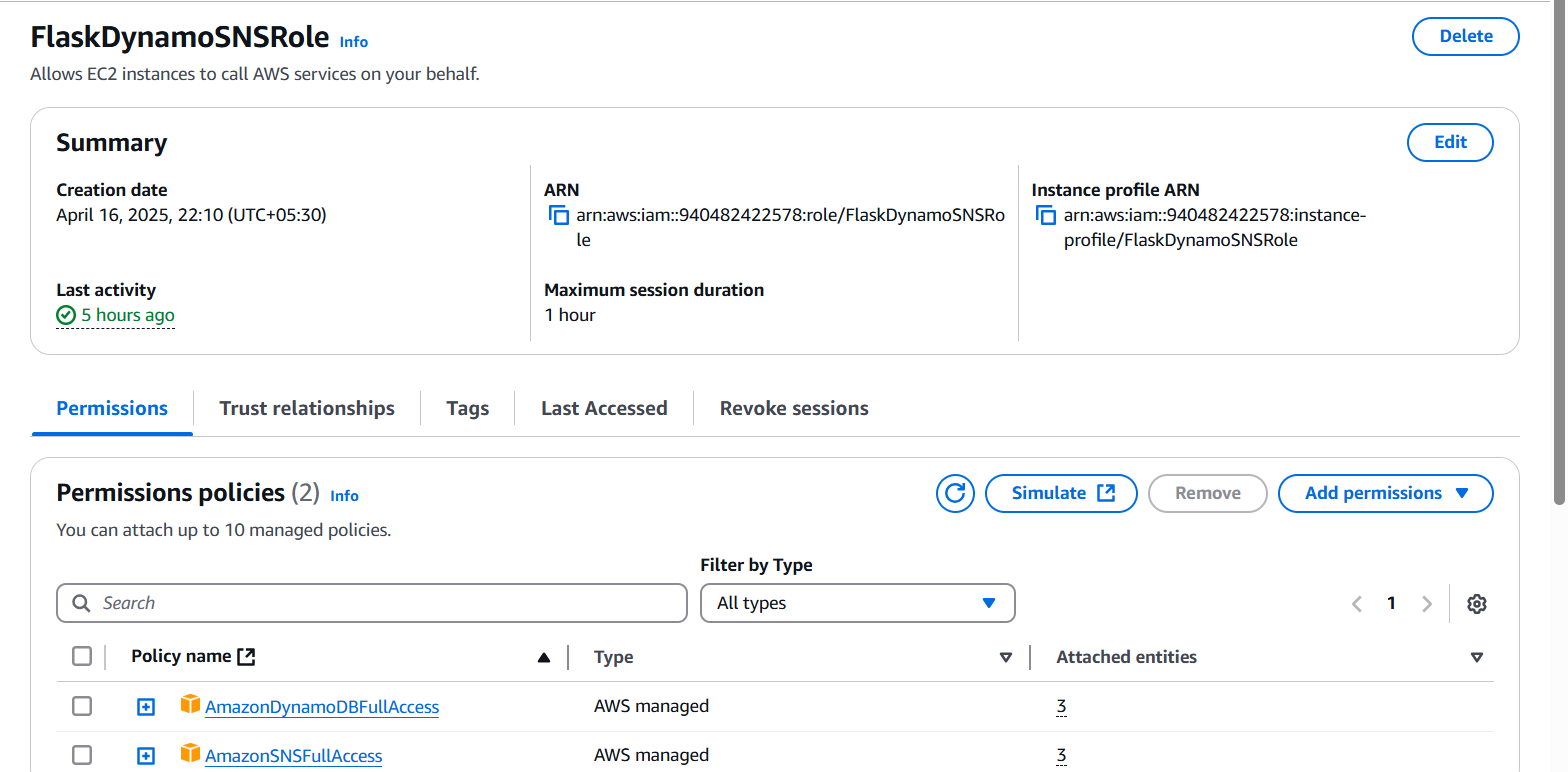 FlaskDynamoSNSRole Info
Delete
Allows EC2 instances to call AWS services on your behalf.
Summary
Edit
Creation date
April 16, 2025, 22:10 (UTC+05:30)
ARN
arn:aws:iam::940482422578:role/FlaskDynamoSNSRo
le
Instance profile ARN
arn:aws:iam::940482422578:instance-
profile/FlaskDynamoSNSRole
Last activity
5 hours ago
Maximum session duration
1 hour
Permissions
Trust relationships
Tags
Last Accessed
Revoke sessions
Permissions policies (2) Info
Simulate
Remove
Add permissions
You can attach up to 10 managed policies.
Filter by Type
Search
All types
1
Policy name
Type
Attached entities
AmazonDynamoDBFullAccess
AWS managed
3
AmazonSNSFullAccess
AWS managed
3